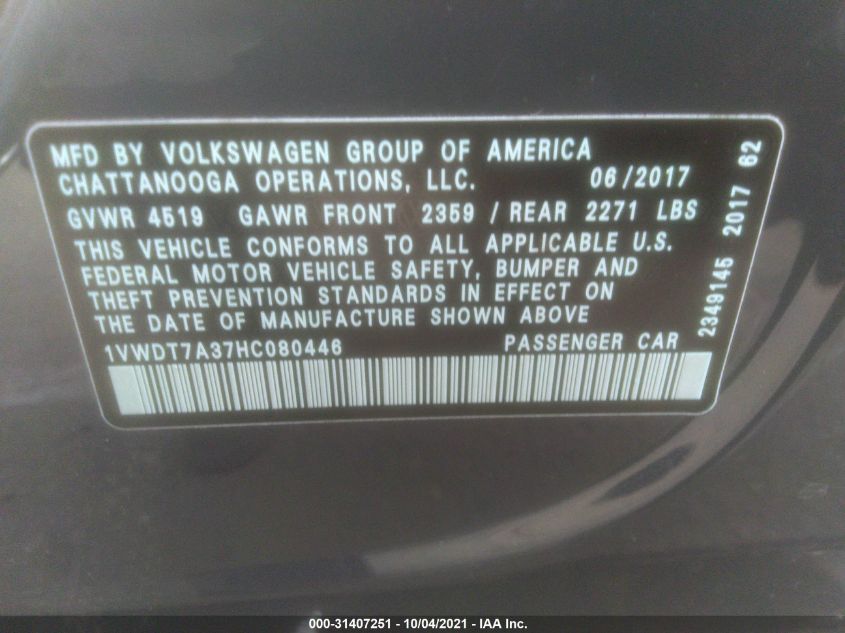 MFD BY VOLKSWAGEN GROUP OF AMERICA
CHATTANOOGA OPERATIONS, LLC. 06/2017
GVWR 4519 GAWR FRONT 2359 / REAR 2271 LBS
THIS VEHICLE CONFORMS TO ALL APPLICABLE U.S.
FEDERAL MOTOR VEHICLE SAFETY, BUMPER AND
THEFT PREVENTION STANDARDS IN EFFECT ON
THE DATE OF MANUFACTURE SHOWN ABOVE
1VWDT7A37HC080446 PASSENGER CAR
2349145 2017 62
000-31407251 - 10/04/2021 - IAA Inc.